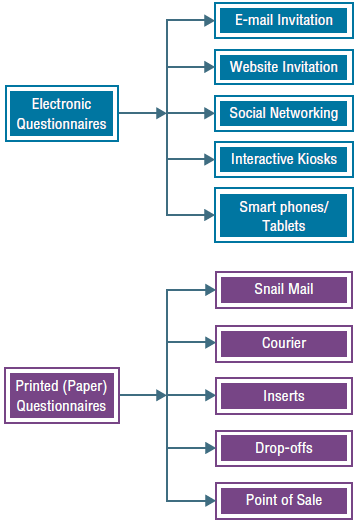 Electronic
Questionnaires
E-mail Invitation
Website Invitation
Social Networking
Interactive Kiosks
Smart phones/
Tablets
Printed (Paper)
Questionnaires
Snail Mail
Courier
Inserts
Drop-offs
Point of Sale